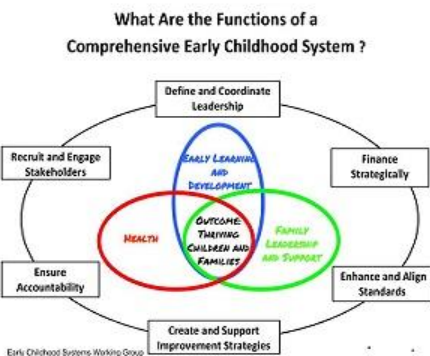 What Are the Functions of a
Comprehensive Early Childhood System ?
Define and Coordinate
Leadership
Recruit and Engage
Stakeholders
Finance
Strategically
EARLY LEARNING
AND
DEVELOPMENT
HEALTH
OUTCOME:
THRIVING
CHILDREN AND
FAMILIES
FAMILY
LEADERSHIP
AND SUPPORT
Ensure
Accountability
Enhance and Align
Standards
Create and Support
Improvement Strategies
Early Childhood Systems Working Group